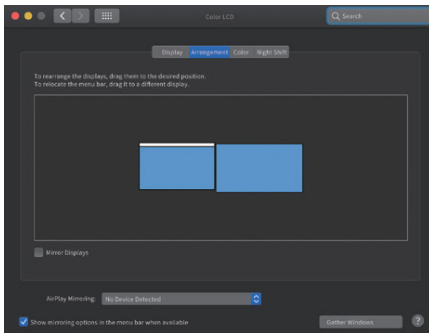 Color LCD
Search
Display Arrangement Color Night Shift
To rearrange the displays, drag them to the desired position.
To relocate the menu bar, drag it to a different display.
Mirror Displays
AirPlay Mirroring: No Device Detected
Show mirroring options in the menu bar when available
Gather Windows ?